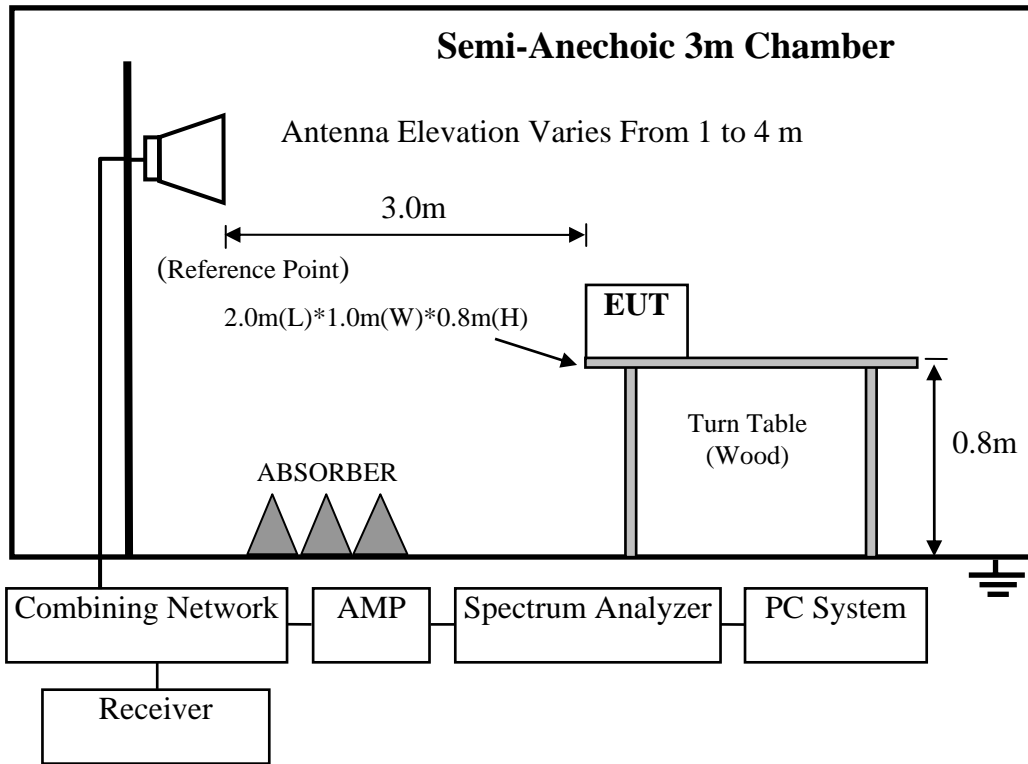 Semi-Anechoic 3m Chamber
Antenna Elevation Varies From 1 to 4 m
3.0m
(Reference Point)
2.0m(L)*1.0m(W)*0.8m(H)
EUT
Turn Table
(Wood)
0.8m
ABSORBER
Combining Network
AMP
Spectrum Analyzer
PC System
Receiver